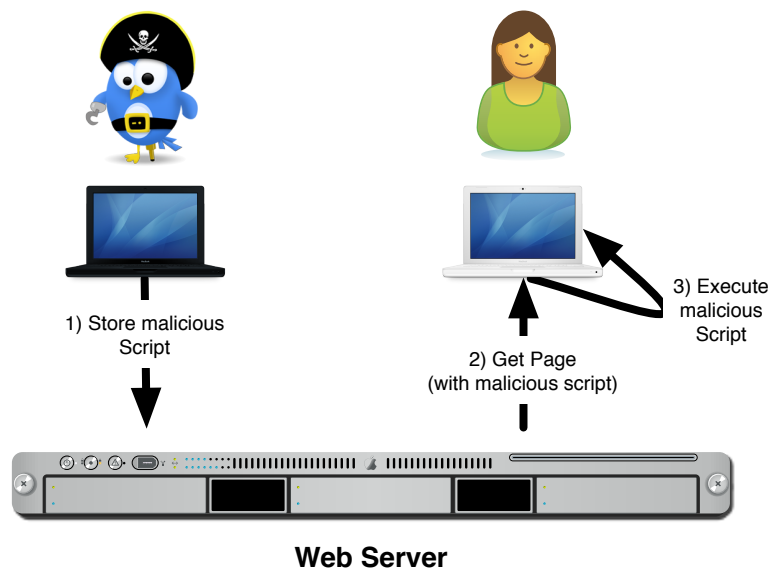 1) Store malicious
Script
2) Get Page
(with malicious script)
3) Execute
malicious
Script
Web Server